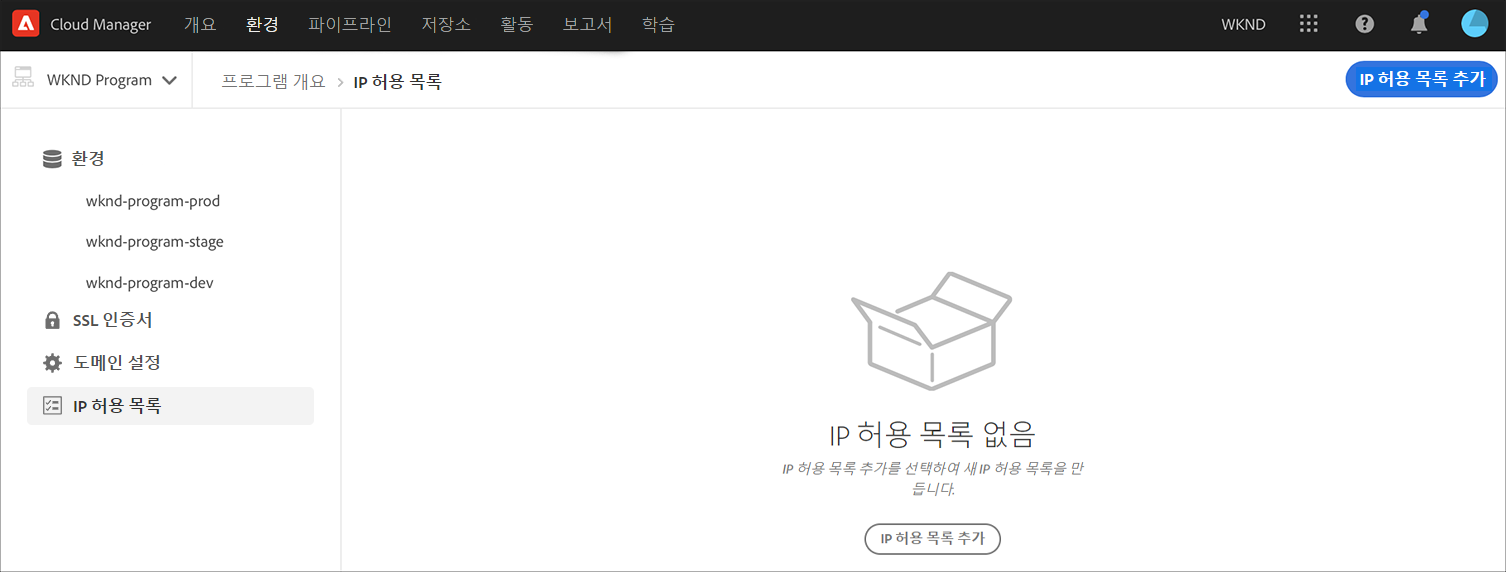 Cloud Manager 개요 환경 파이프라인 저장소 활동 보고서 학습 WKND
WKND Program 프로그램 개요 > IP 허용 목록 IP 허용 목록 추가
환경
wknd-program-prod
wknd-program-stage
wknd-program-dev
SSL 인증서
도메인 설정
IP 허용 목록
IP 허용 목록 없음
IP 허용 목록 추가를 선택하여 새 IP 허용 목록을 만
듭니다.
IP 허용 목록 추가